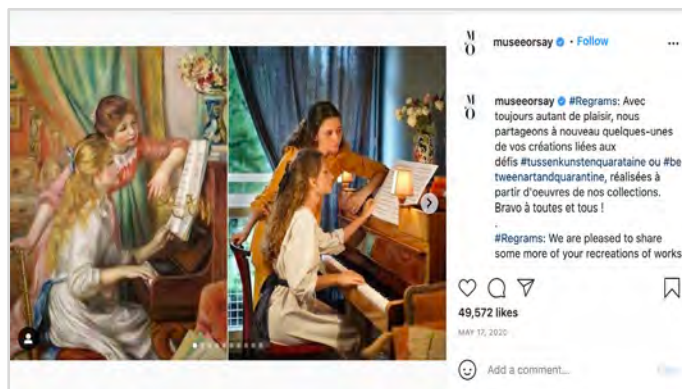 museeorsay • Follow
...
M'O
museeorsay #Regrams: Avec
toujours autant de plaisir, nous
partageons à nouveau quelques-unes
de vos créations liées aux
défis #tussenkunstenquarataine ou #be
tweenartandquarantine, réalisées à
partir d'oeuvres de nos collections.
Bravo à toutes et tous !
.
#Regrams: We are pleased to share
some more of your recreations of works
49,572 likes
MAY 17, 2020
Add a comment...